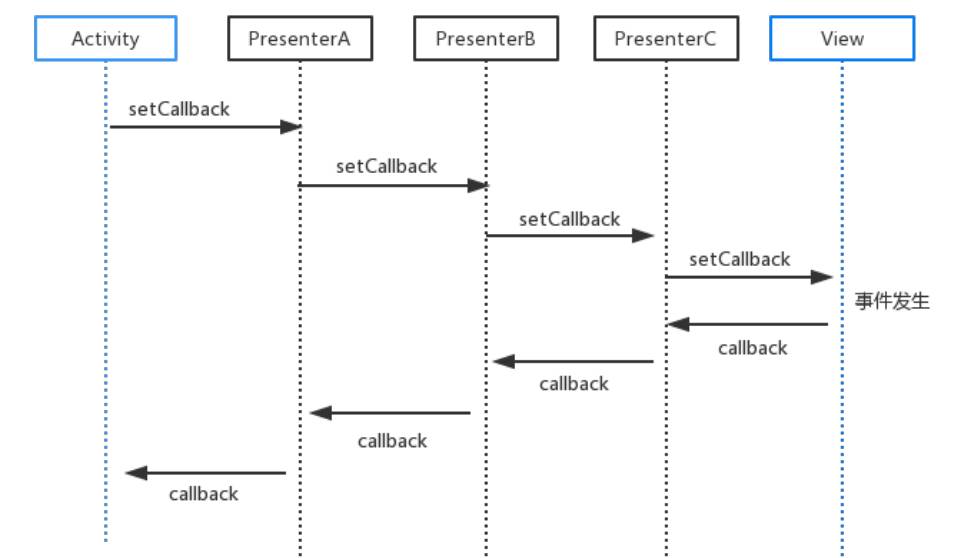 Activity
PresenterA
PresenterB
PresenterC
View
setCallback
setCallback
setCallback
setCallback
事件发生
callback
callback
callback
callback